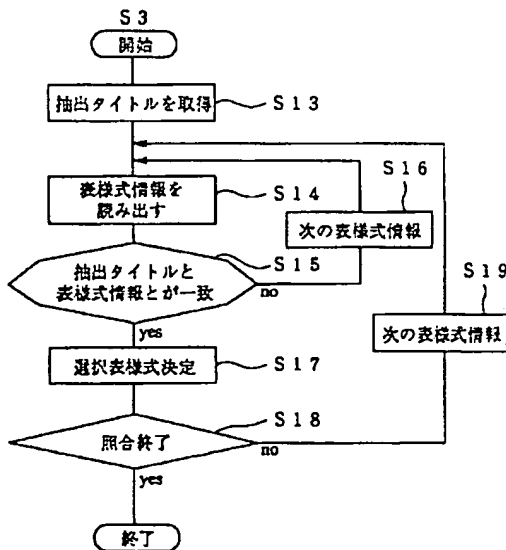 S3
開始
抽出タイトルを取得
S13
S16
表様式情報を
読み出す
S14
次の表様式情報
抽出タイトルと
表様式情報とが一致
S15
no
S19
次の表様式情報
yes
選択表様式決定
S17
照合終了
S18
no
yes
終了